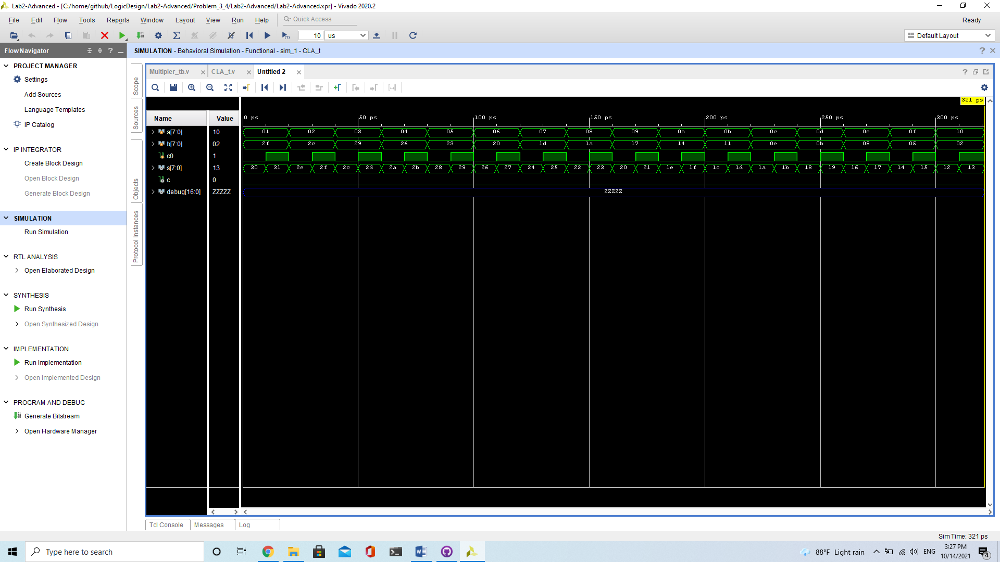 Lab2-Advanced - [C:/home/github/LogicDesign/Lab2-Advanced/Problem_3_4/Lab2-Advanced/Lab2-Advanced.xpr] - Vivado 2020.2
File Edit Flow Tools Reports Window Layout View Run Help Quick Access Ready
10 us Default Layout
Flow Navigator
SIMULATION - Behavioral Simulation - Functional - sim_1 - CLA_t
PROJECT MANAGER
Settings
Add Sources
Language Templates
IP Catalog
IP INTEGRATOR
Create Block Design
Open Block Design
Generate Block Design
SIMULATION
Run Simulation
RTL ANALYSIS
Open Elaborated Design
SYNTHESIS
Run Synthesis
Open Synthesized Design
IMPLEMENTATION
Run Implementation
Open Implemented Design
PROGRAM AND DEBUG
Generate Bitstream
Open Hardware Manager
Scope
Sources
Objects
Protocol Instances
Multipler_tb.v CLA_t.v Untitled 2
321 ps
Name Value 0 ps 50 ps 100 ps 150 ps 200 ps 250 ps 300 ps
a[7:0] 10 01 02 03 04 05 06 07 08 09 0a 0b 0c 0d 0e 0f 10
b[7:0] 02 2f 2c 29 26 23 20 1d 1a 17 14 11 0e 0b 08 05 02
c0 1
s[7:0] 13 30 31 2e 2f 2c 2d 2a 2b 28 29 26 27 24 25 22 23 20 21 1e 1f 1c 1d 1a 1b 18 19 16 17 14 15 12 13
c 0
debug[16:0] ZZZZZ ZZZZZ
Tcl Console Messages Log
Sim Time: 321 ps
Type here to search
88°F Light rain ENG
3:27 PM
10/14/2021
4